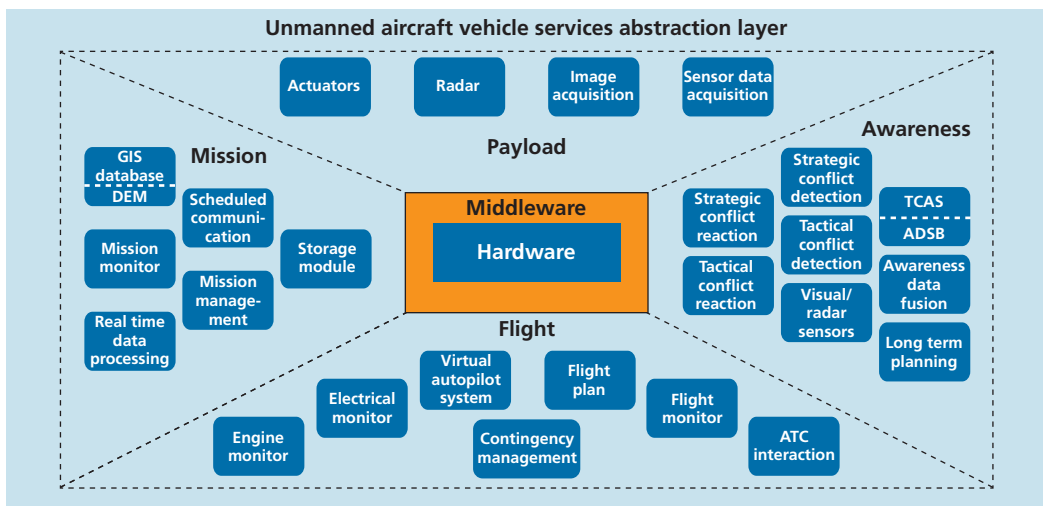 Unmanned aircraft vehicle services abstraction layer
Actuators
Radar
Image
acquisition
Sensor data
acquisition
Payload
Mission
GIS
database
DEM
Scheduled
communi-
cation
Mission
monitor
Storage
module
Mission
manage-
ment
Real time
data
processing
Middleware
Hardware
Awareness
Strategic
conflict
detection
Strategic
conflict
reaction
TCAS
ADSB
Tactical
conflict
detection
Tactical
conflict
reaction
Awareness
data
fusion
Visual/
radar
sensors
Long term
planning
Flight
Virtual
autopilot
system
Flight
plan
Electrical
monitor
Flight
monitor
Engine
monitor
Contingency
management
ATC
interaction